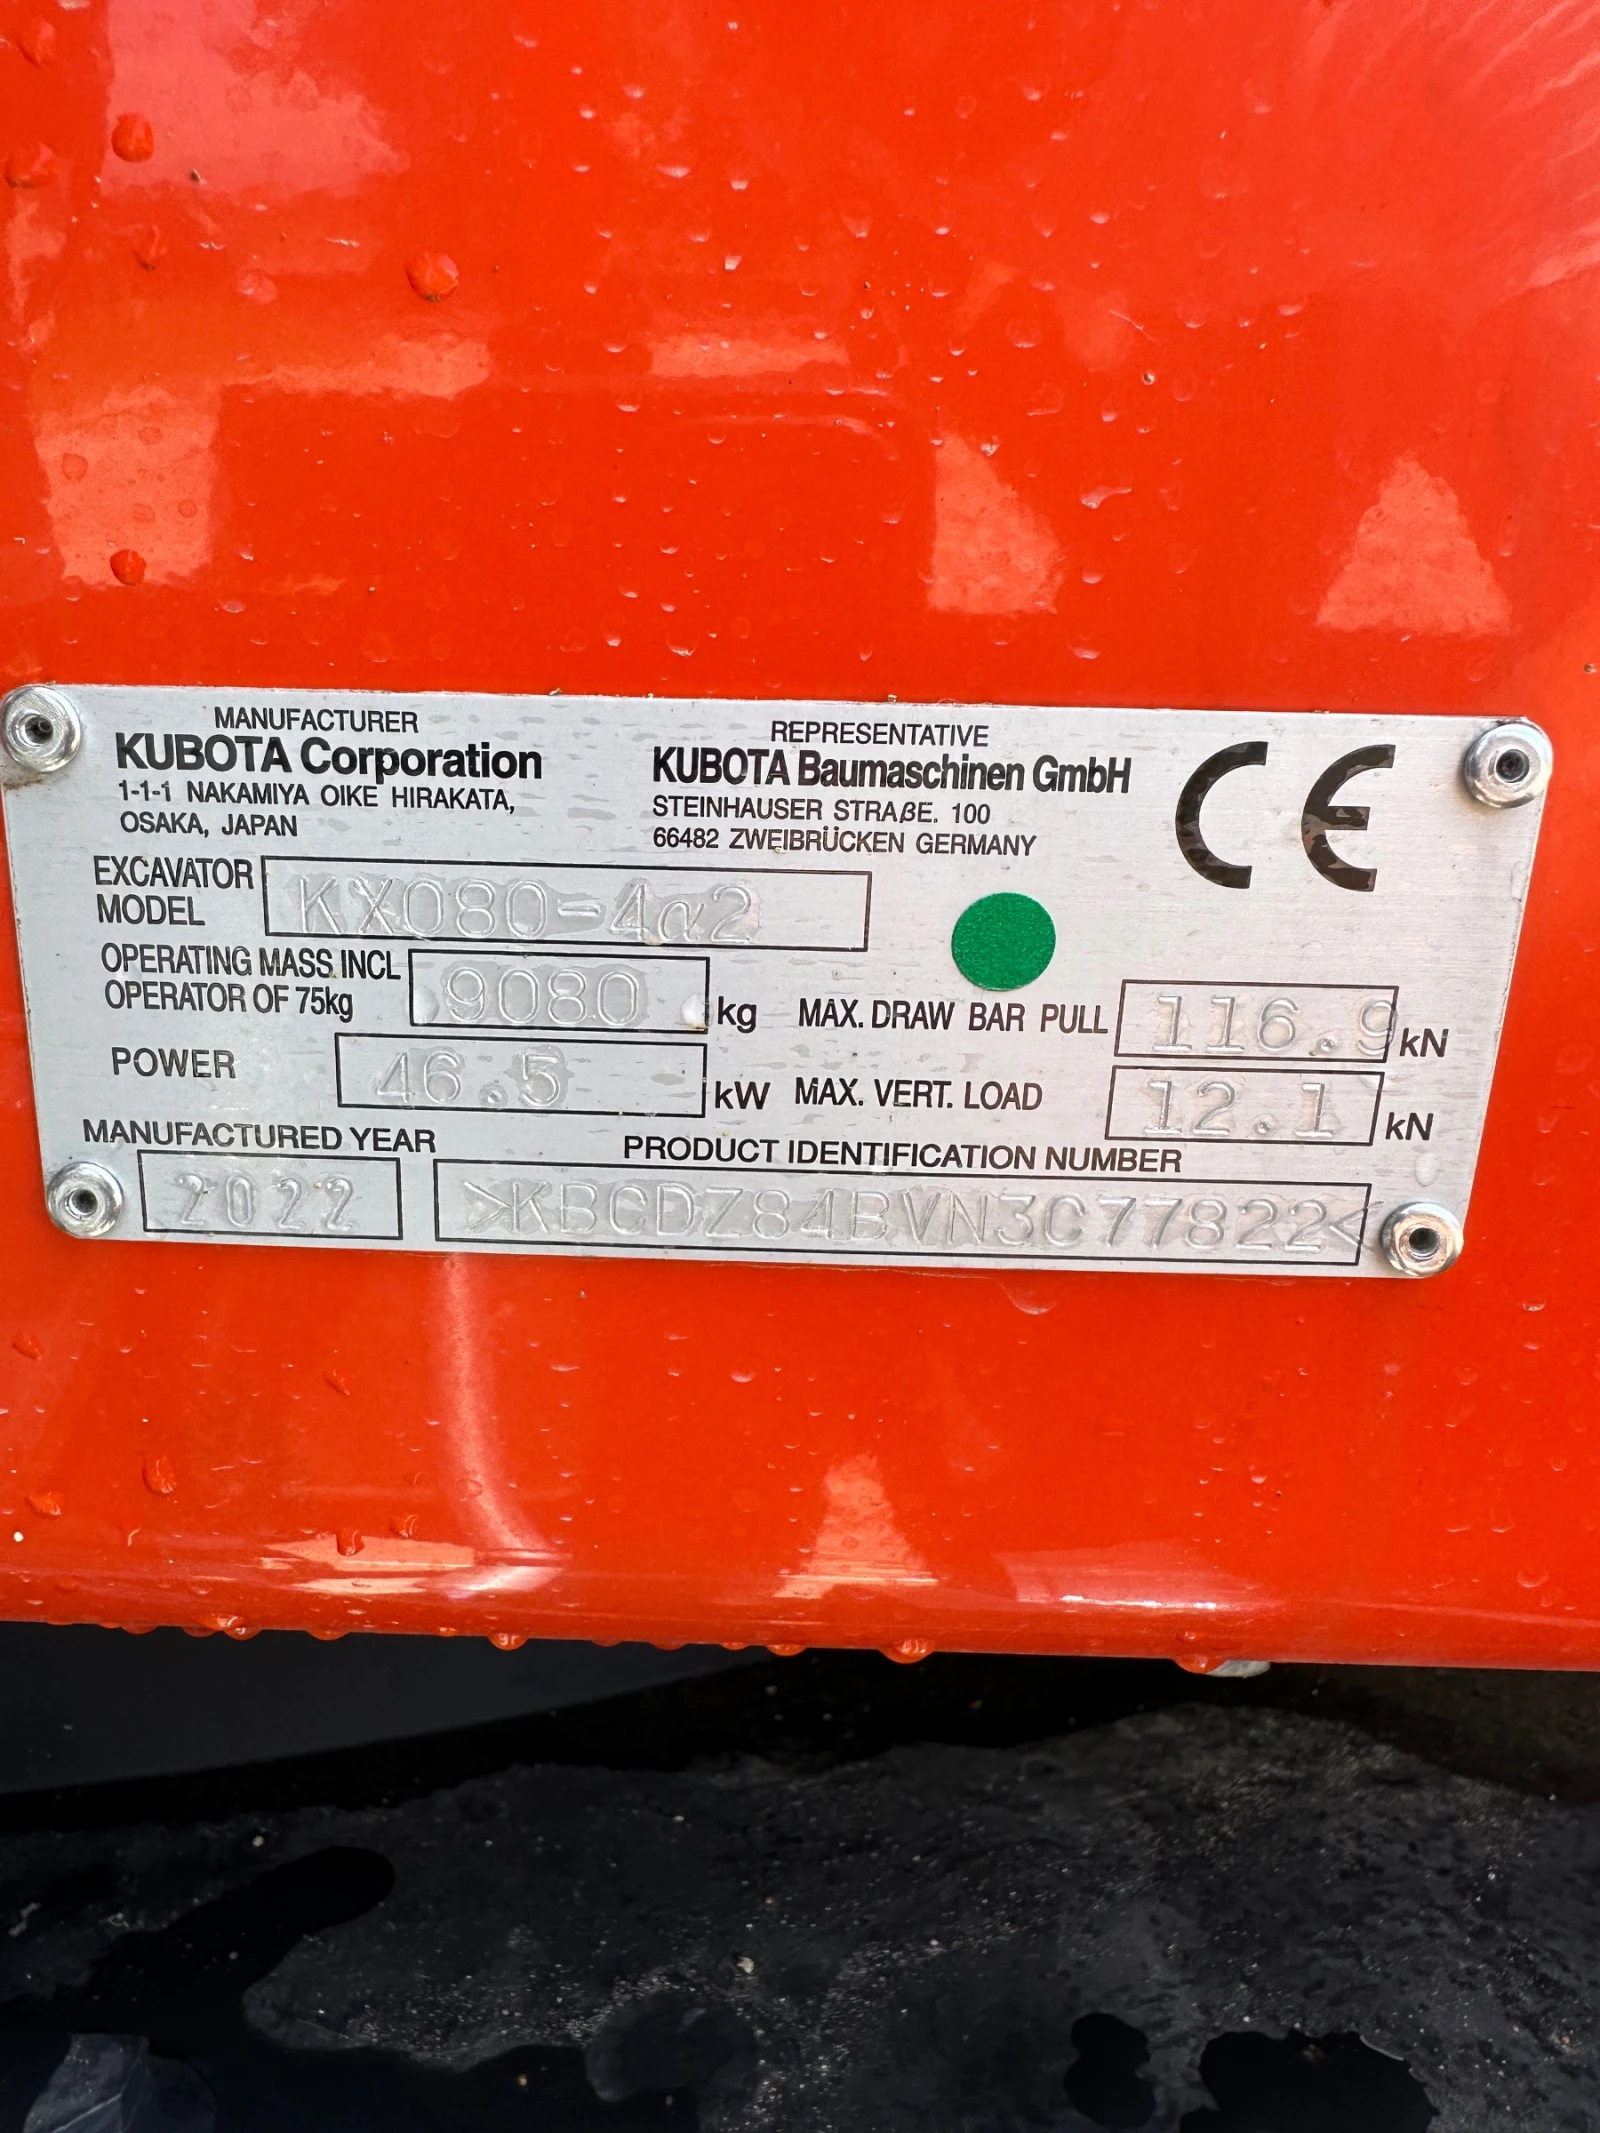 MANUFACTURER
KUBOTA Corporation
1-1-1 NAKAMIYA OIKE HIRAKATA,
OSAKA, JAPAN
REPRESENTATIVE
KUBOTA Baumaschinen GmbH
STEINHAUSER STRAßE. 100
66482 ZWEIBRÜCKEN GERMANY
CE
EXCAVATOR
MODEL
KX080-4α2
OPERATING MASS INCL
OPERATOR OF 75kg
9080 kg
MAX. DRAW BAR PULL 116.9 kN
POWER 46.5 kW
MAX. VERT. LOAD 12.1 kN
MANUFACTURED YEAR
2022
PRODUCT IDENTIFICATION NUMBER
>KBCDZ84BVN3C77822<